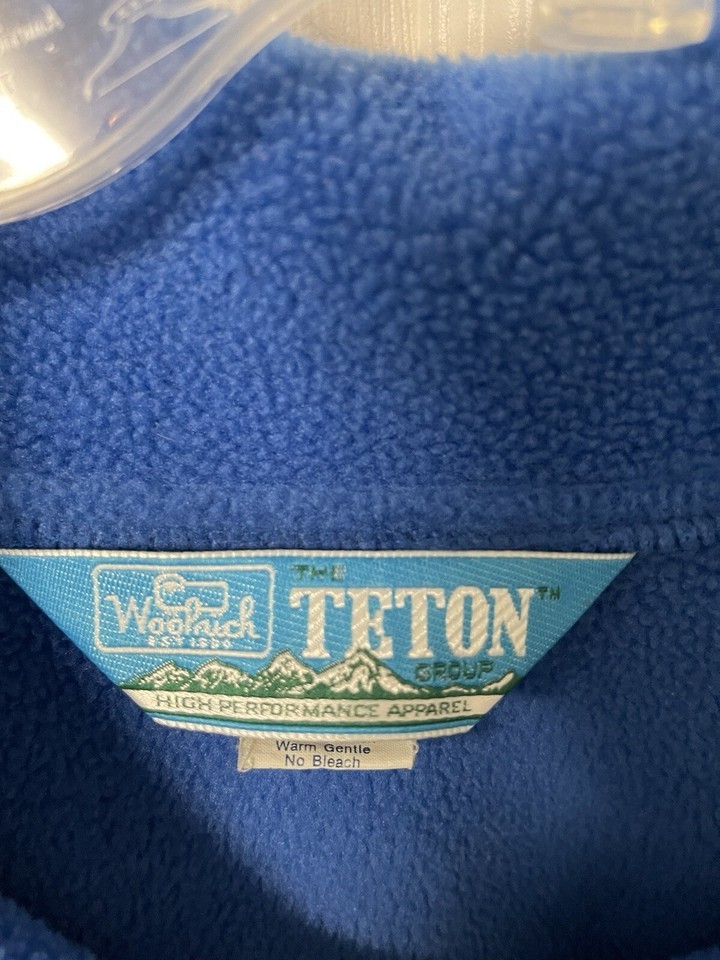 Woolrich
EST 1830
THE
TETON™
GROUP
HIGH PERFORMANCE APPAREL
Warm Gentle
No Bleach